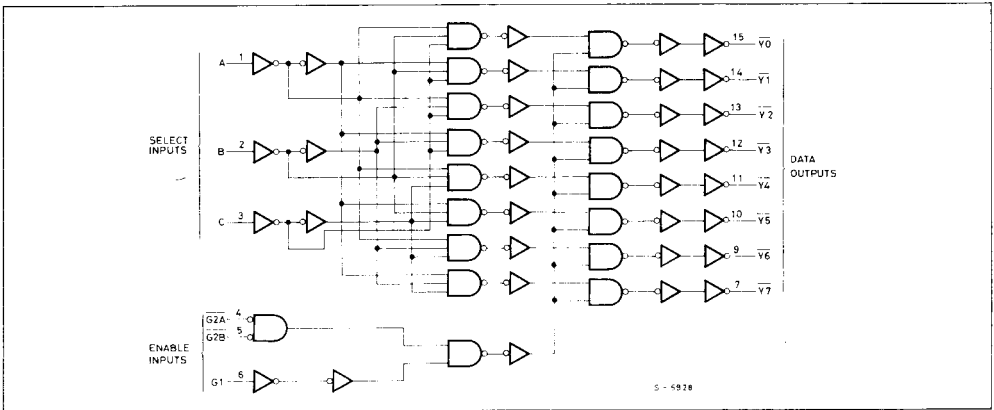 A 1
SELECT
INPUTS
B 2
C 3
15 Y0
14 Y1
13 Y2
12 Y3
DATA
OUTPUTS
11 Y4
10 Y5
9 Y6
7 Y7
G2A 4
G2B 5
ENABLE
INPUTS
G1 6